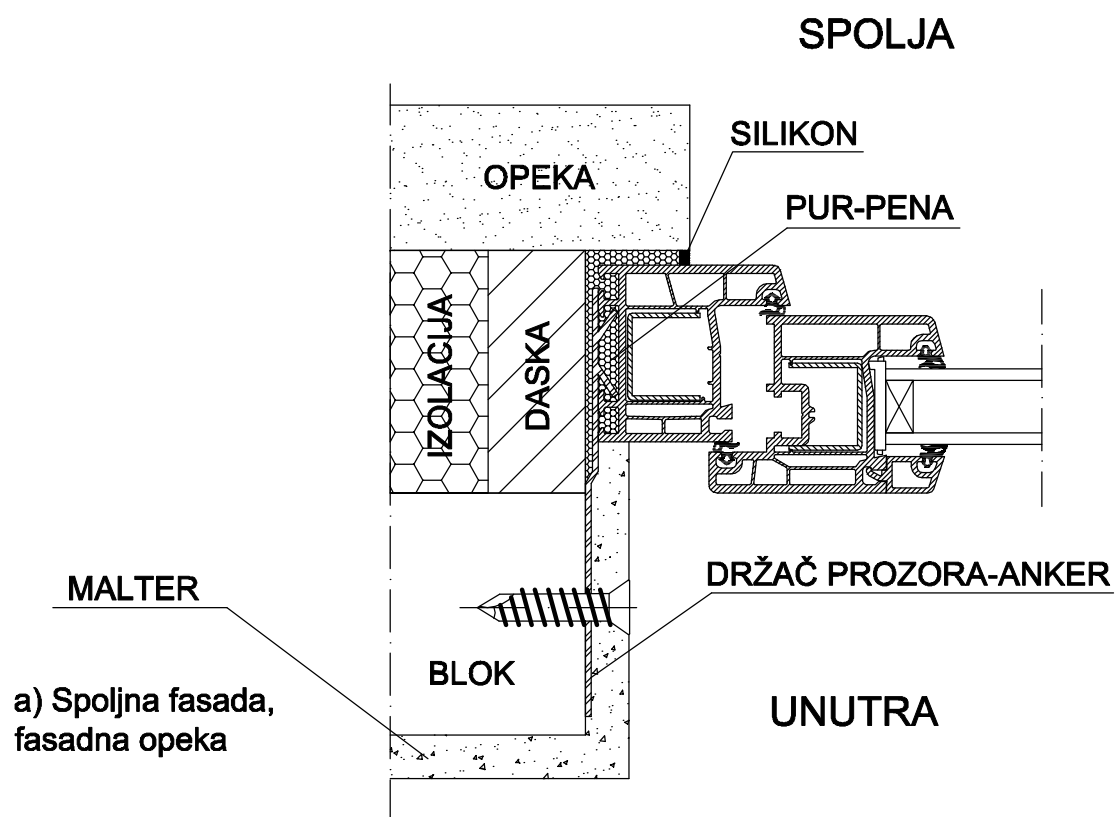 SPOLJA
SILIKON
OPEKA
PUR-PENA
IZOLACIJA
DASKA
DRŽAČ PROZORA-ANKER
MALTER
BLOK
a) Spoljna fasada,
fasadna opeka
UNUTRA